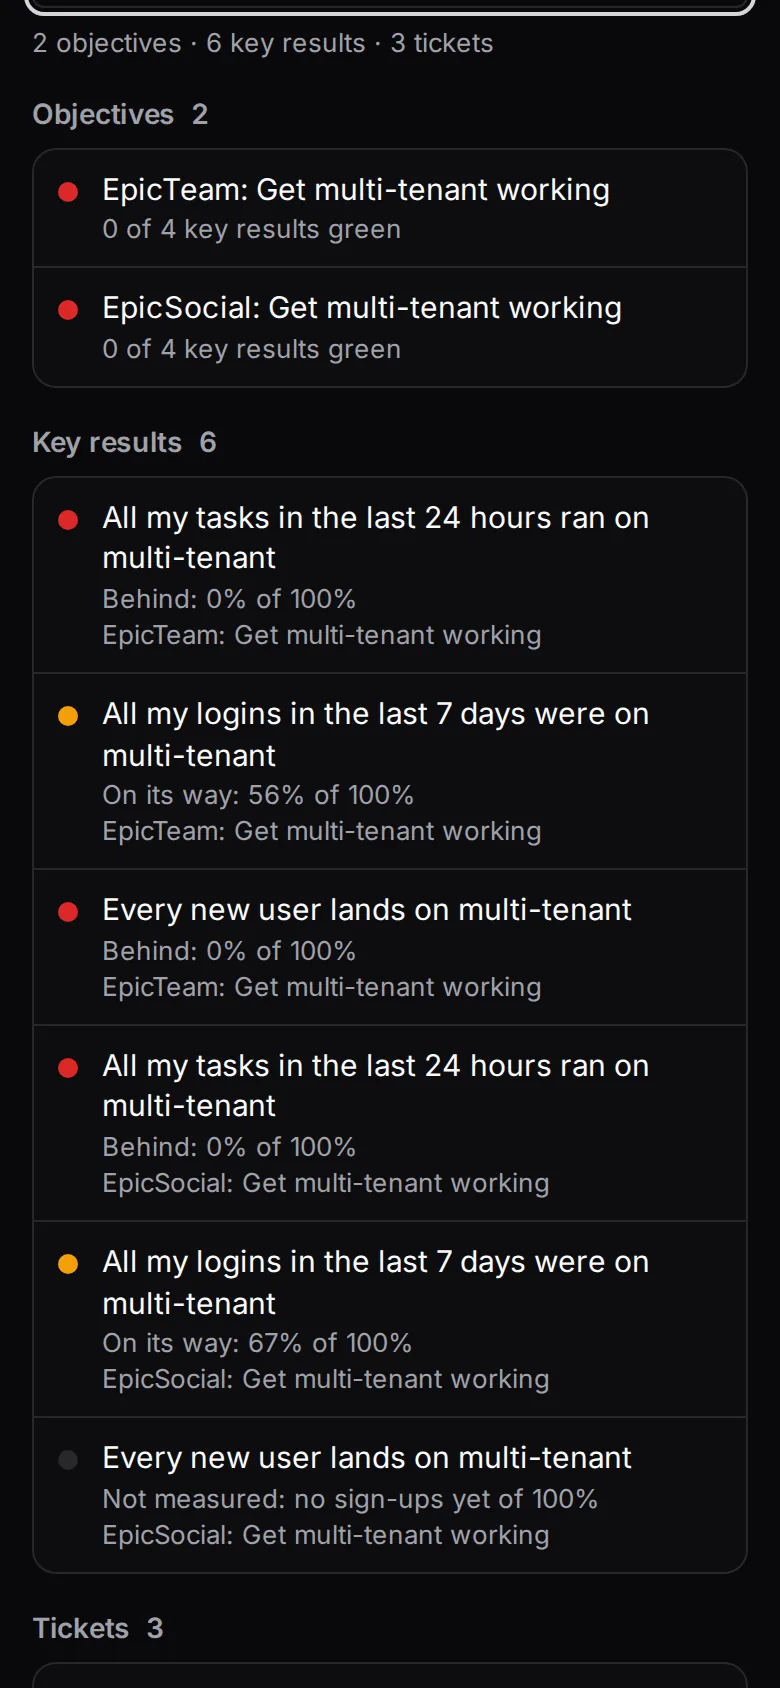 2 objectives · 6 key results · 3 tickets
Objectives 2
EpicTeam: Get multi-tenant working
0 of 4 key results green
EpicSocial: Get multi-tenant working
0 of 4 key results green
Key results 6
All my tasks in the last 24 hours ran on
multi-tenant
Behind: 0% of 100%
EpicTeam: Get multi-tenant working
All my logins in the last 7 days were on
multi-tenant
On its way: 56% of 100%
EpicTeam: Get multi-tenant working
Every new user lands on multi-tenant
Behind: 0% of 100%
EpicTeam: Get multi-tenant working
All my tasks in the last 24 hours ran on
multi-tenant
Behind: 0% of 100%
EpicSocial: Get multi-tenant working
All my logins in the last 7 days were on
multi-tenant
On its way: 67% of 100%
EpicSocial: Get multi-tenant working
Every new user lands on multi-tenant
Not measured: no sign-ups yet of 100%
EpicSocial: Get multi-tenant working
Tickets 3